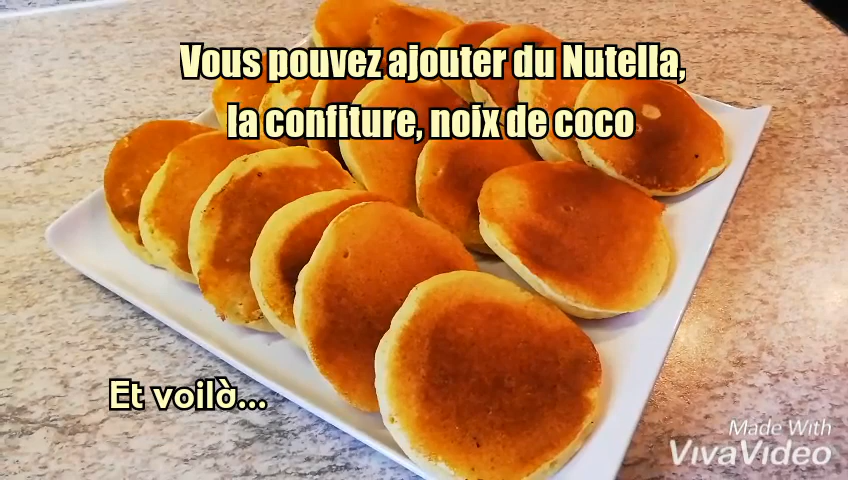 Vous pouvez ajouter du Nutella,
la confiture, noix de coco
Et voilà...
Made With
VivaVideo